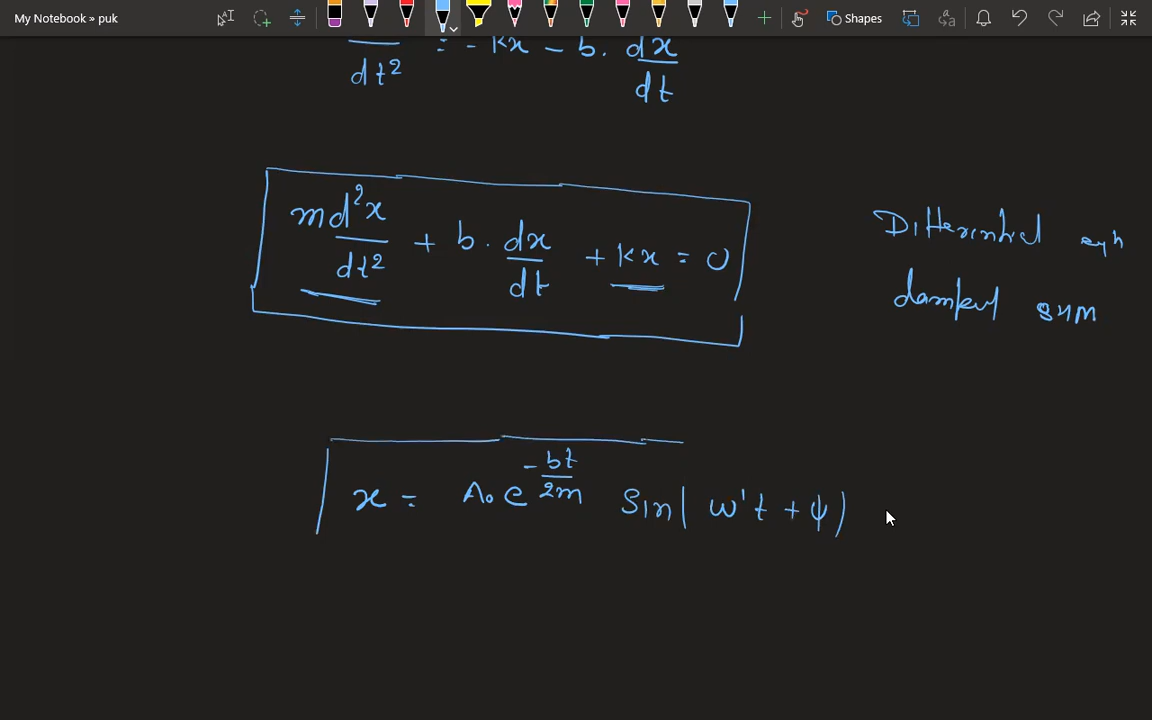 My Notebook » puk
Shapes
dt² = - kx - b. dx/dt
md²x/dt² + b. dx/dt + kx = 0
Differential eqn
damped SHM
x = A₀ e^(-bt/2m) Sin( ω't + ψ)